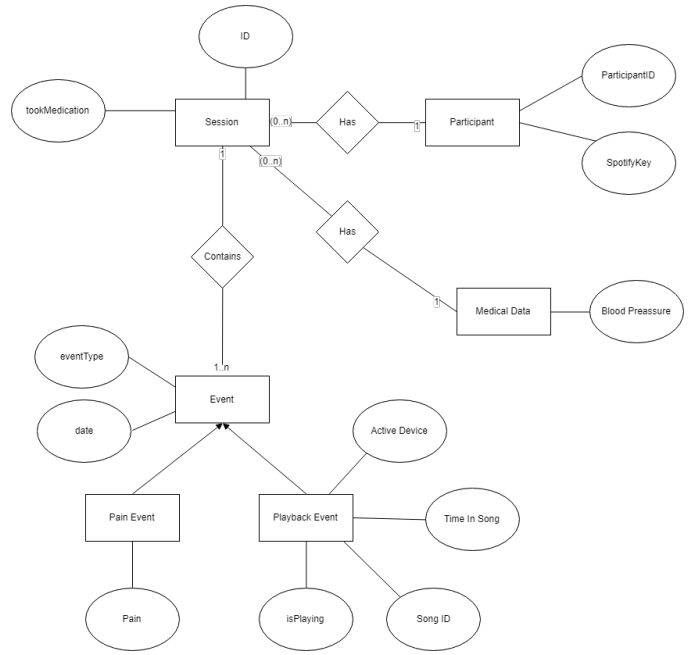 ID
tookMedication
Session
(0..n)
Has
1
Participant
ParticipantID
SpotifyKey
1
(0..n)
Has
1
Medical Data
Blood Preassure
Contains
1..n
eventType
Event
date
Active Device
Pain Event
Playback Event
Time In Song
Pain
isPlaying
Song ID